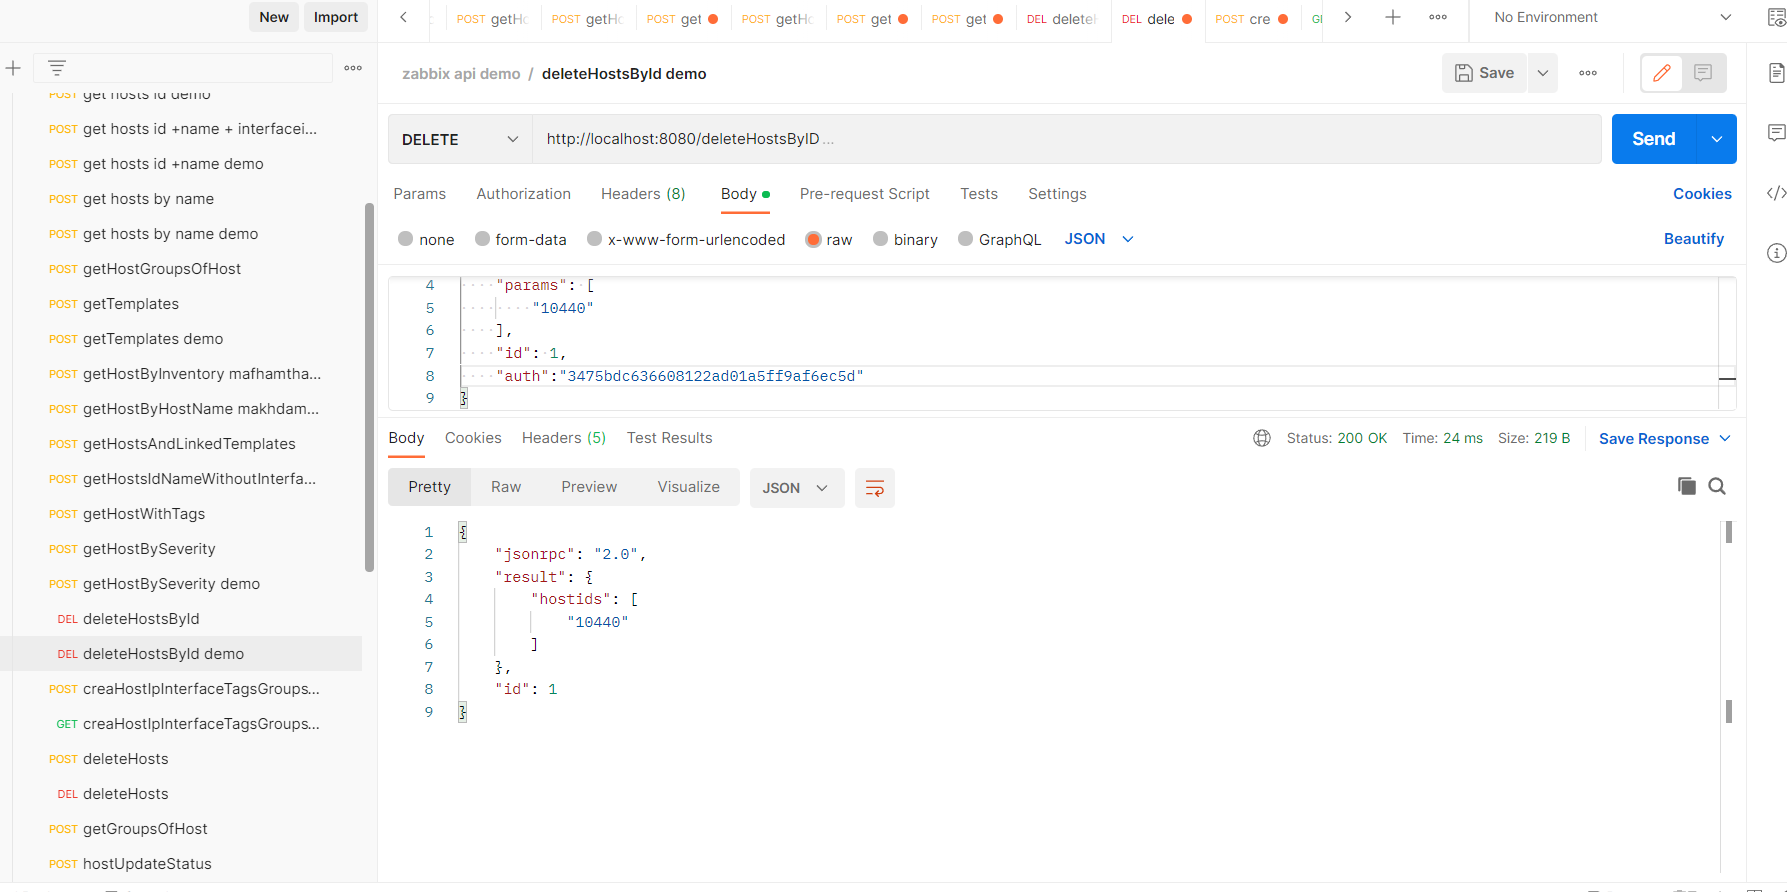 New Import
POST getHc POST getHc POST get POST getHc POST get POST get DEL delete DEL dele POST cre
No Environment
zabbix api demo / deleteHostsById demo
Save
DELETE http://localhost:8080/deleteHostsByID ...
Send
Params Authorization Headers (8) Body Pre-request Script Tests Settings
Cookies
none form-data x-www-form-urlencoded raw binary GraphQL JSON
Beautify
4 "params": [
5 "10440"
6 ],
7 "id": 1,
8 "auth":"3475bdc636608122ad01a5ff9af6ec5d"
9 }
Body Cookies Headers (5) Test Results
Status: 200 OK Time: 24 ms Size: 219 B Save Response
Pretty Raw Preview Visualize JSON
1 {
2 "jsonrpc": "2.0",
3 "result": {
4 "hostids": [
5 "10440"
6 ]
7 },
8 "id": 1
9 }
POST get hosts id demo
POST get hosts id +name + interfacei...
POST get hosts id +name demo
POST get hosts by name
POST get hosts by name demo
POST getHostGroupsOfHost
POST getTemplates
POST getTemplates demo
POST getHostByInventory mafhamtha...
POST getHostByHostName makhdam...
POST getHostsAndLinkedTemplates
POST getHostsIdNameWithoutInterfa...
POST getHostWithTags
POST getHostBySeverity
POST getHostBySeverity demo
DEL deleteHostsById
DEL deleteHostsById demo
POST creaHostIpInterfaceTagsGroups...
GET creaHostIpInterfaceTagsGroups...
POST deleteHosts
DEL deleteHosts
POST getGroupsOfHost
POST hostUpdateStatus